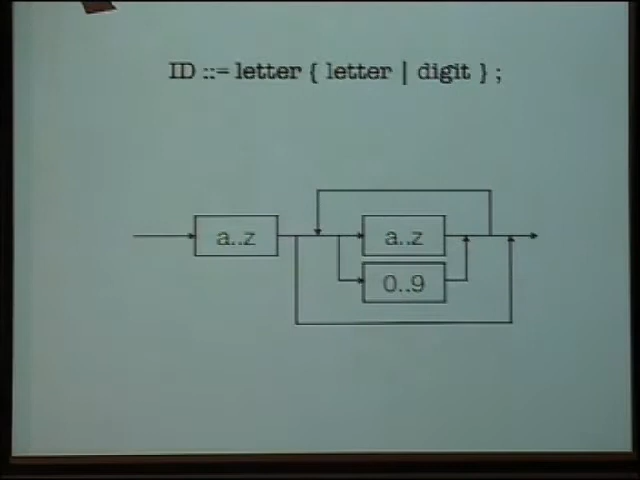 ID ::= letter { letter | digit } ;
a..z
a..z
0..9